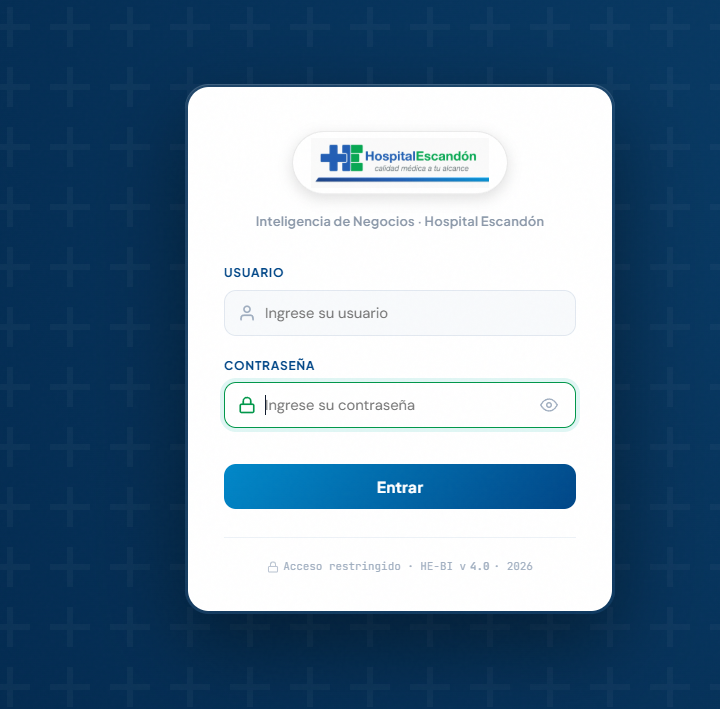 HE HospitalEscandón
calidad médica a tu alcance
Inteligencia de Negocios · Hospital Escandón
USUARIO
Ingrese su usuario
CONTRASEÑA
Ingrese su contraseña
Entrar
Acceso restringido · HE-BI v 4.0 · 2026